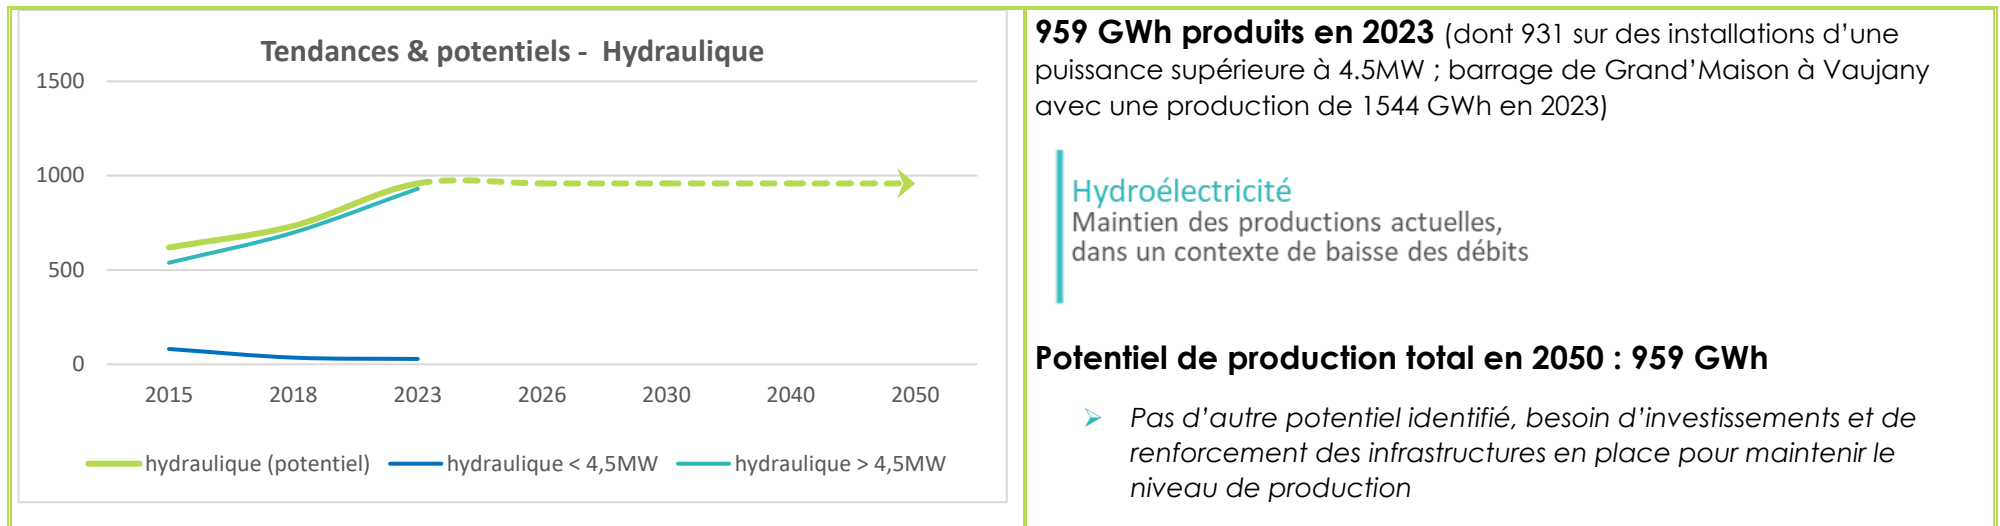 Tendances & potentiels - Hydraulique
1500
1000
500
0
2015 2018 2023 2026 2030 2040 2050
hydraulique (potentiel) hydraulique < 4,5MW hydraulique > 4,5MW
959 GWh produits en 2023 (dont 931 sur des installations d’une
puissance supérieure à 4.5MW ; barrage de Grand’Maison à Vaujany
avec une production de 1544 GWh en 2023)
Hydroélectricité
Maintien des productions actuelles,
dans un contexte de baisse des débits
Potentiel de production total en 2050 : 959 GWh
Pas d’autre potentiel identifié, besoin d’investissements et de
renforcement des infrastructures en place pour maintenir le
niveau de production